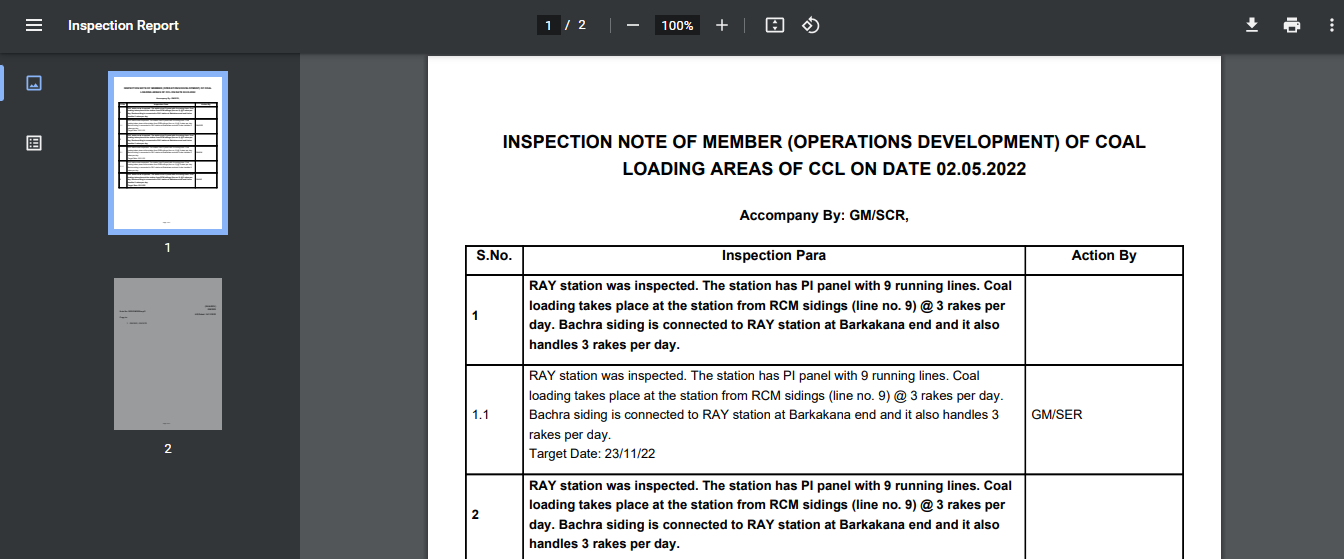 Inspection Report
1 / 2
100%
1
2
INSPECTION NOTE OF MEMBER (OPERATIONS DEVELOPMENT) OF COAL
LOADING AREAS OF CCL ON DATE 02.05.2022
Accompany By: GM/SCR,
S.No. Inspection Para Action By
1
RAY station was inspected. The station has PI panel with 9 running lines. Coal
loading takes place at the station from RCM sidings (line no. 9) @ 3 rakes per
day. Bachra siding is connected to RAY station at Barkakana end and it also
handles 3 rakes per day.
1.1
RAY station was inspected. The station has PI panel with 9 running lines. Coal
loading takes place at the station from RCM sidings (line no. 9) @ 3 rakes per day.
Bachra siding is connected to RAY station at Barkakana end and it also handles 3
rakes per day.
Target Date: 23/11/22
GM/SER
2
RAY station was inspected. The station has PI panel with 9 running lines. Coal
loading takes place at the station from RCM sidings (line no. 9) @ 3 rakes per
day. Bachra siding is connected to RAY station at Barkakana end and it also
handles 3 rakes per day.